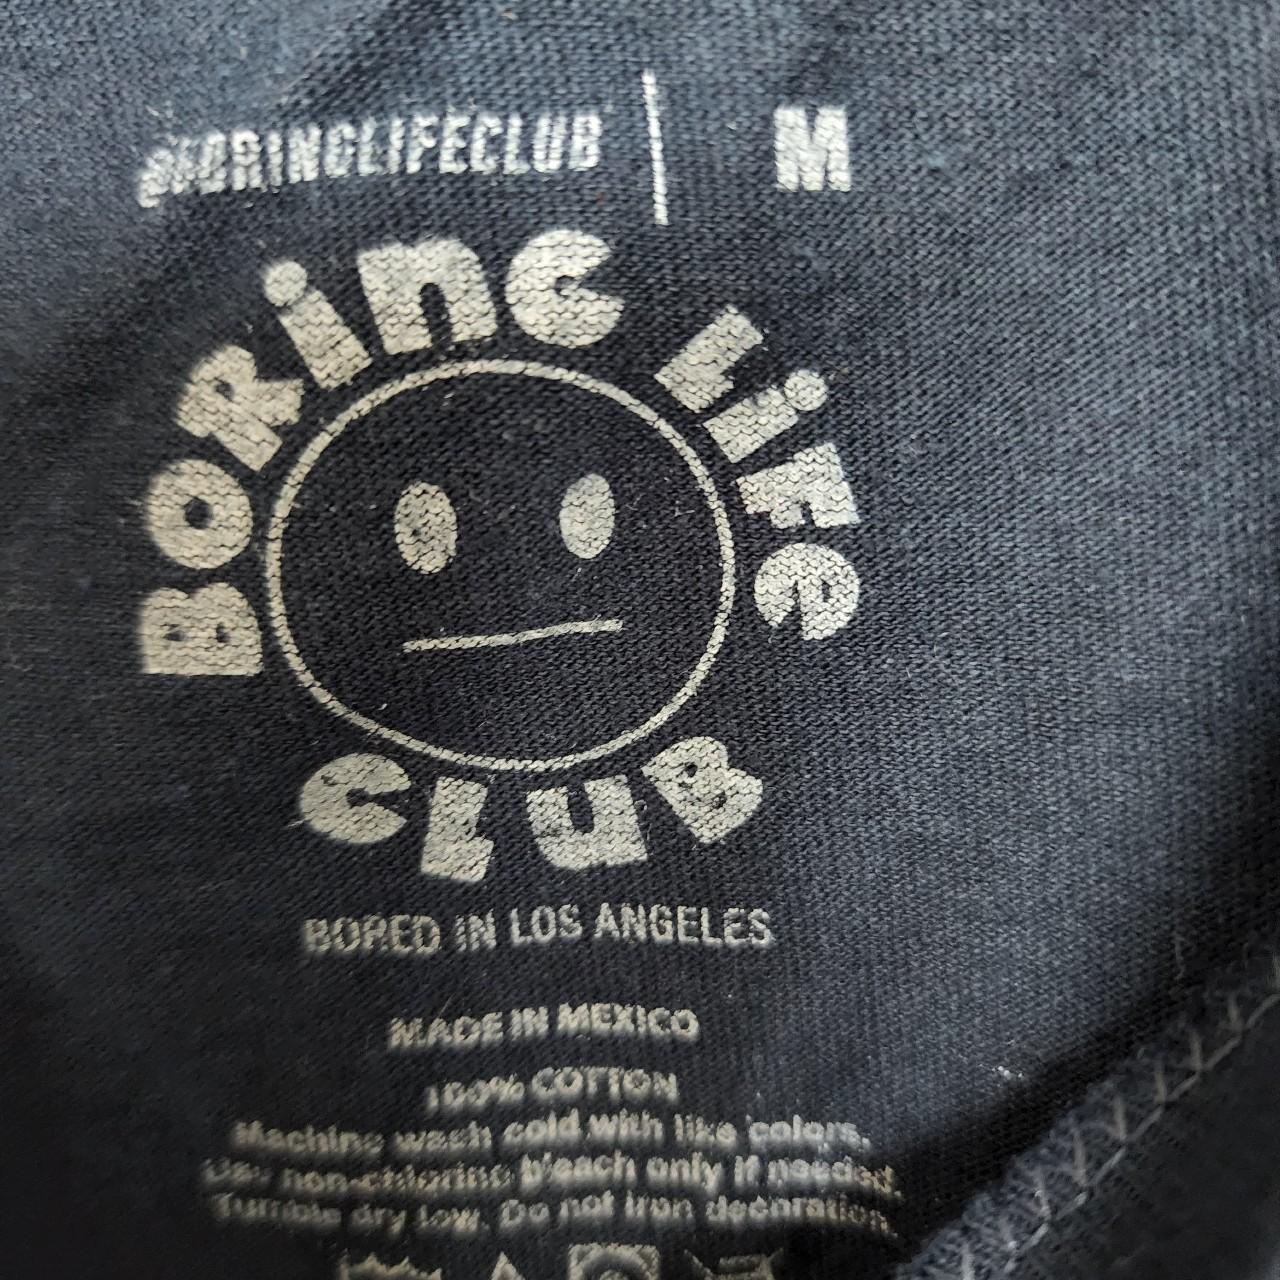 @BORINGLIFECLUB | M
BORING LIFE
CLUB
BORED IN LOS ANGELES
MADE IN MEXICO
100% COTTON
Machine wash cold with like colors.
Use non-chlorine bleach only if needed.
Tumble dry low. Do not iron decoration.